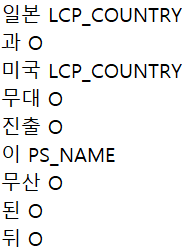 일본 LCP_COUNTRY
과 O
미국 LCP_COUNTRY
무대 O
진출 O
이 PS_NAME
무산 O
된 O
뒤 O